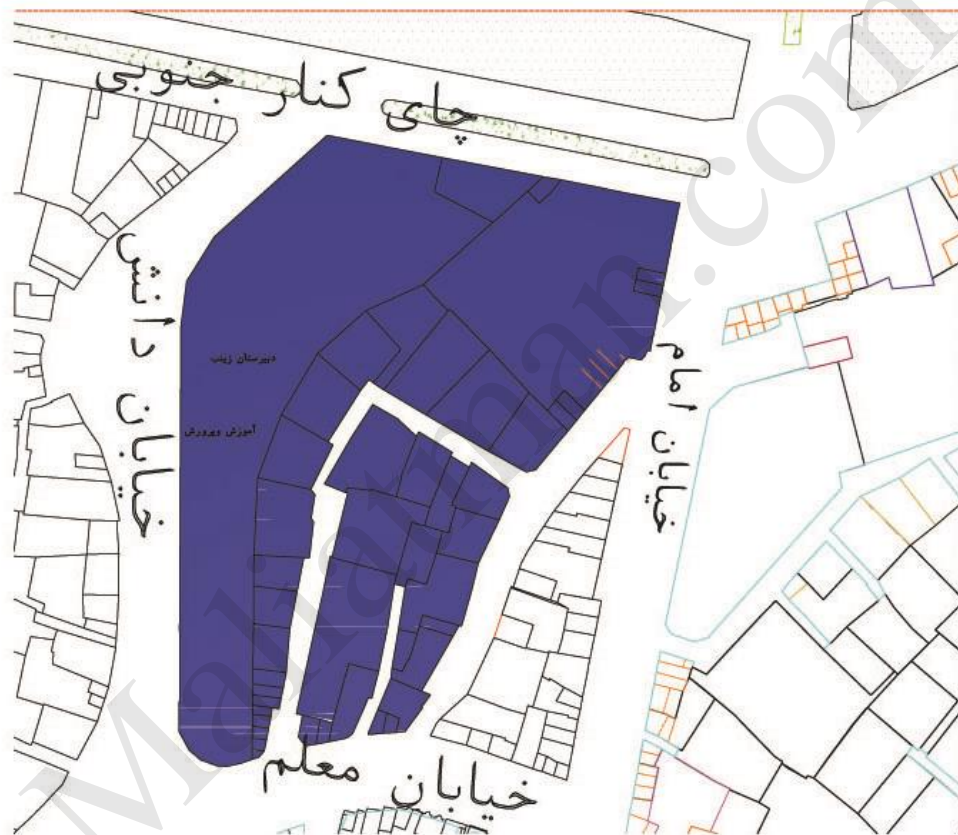 چای کنار جنوبی
خیابان دانش
دبیرستان زینب
آموزش وپرورش
خیابان امام
خیابان معلم
Maliatman.com